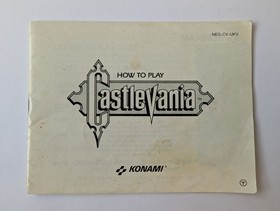 NES-CV-UKV
HOW TO PLAY
Castlevania
KONAMI